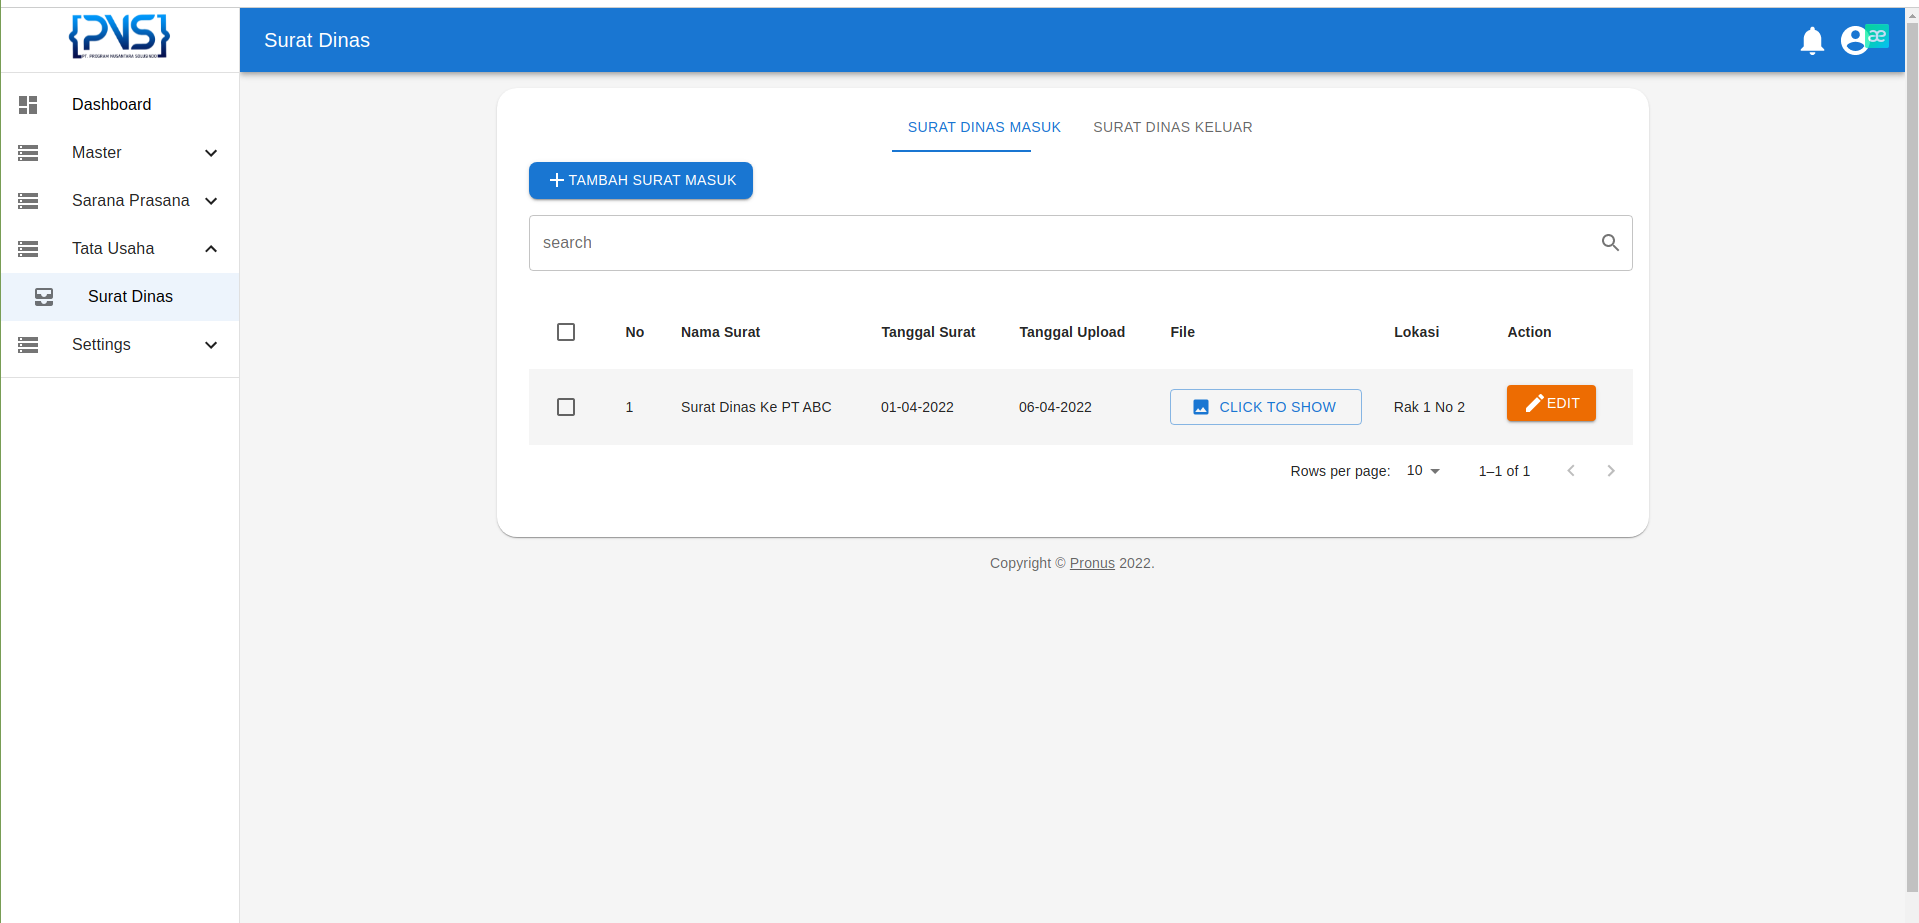 {PNS}
PT. PROGRAM NUSANTARA SOLUSINDO
Surat Dinas
æ
Dashboard
Master
Sarana Prasana
Tata Usaha
Surat Dinas
Settings
SURAT DINAS MASUK SURAT DINAS KELUAR
TAMBAH SURAT MASUK
search
No Nama Surat Tanggal Surat Tanggal Upload File Lokasi Action
1 Surat Dinas Ke PT ABC 01-04-2022 06-04-2022 CLICK TO SHOW Rak 1 No 2 EDIT
Rows per page: 10 1–1 of 1
Copyright © Pronus 2022.